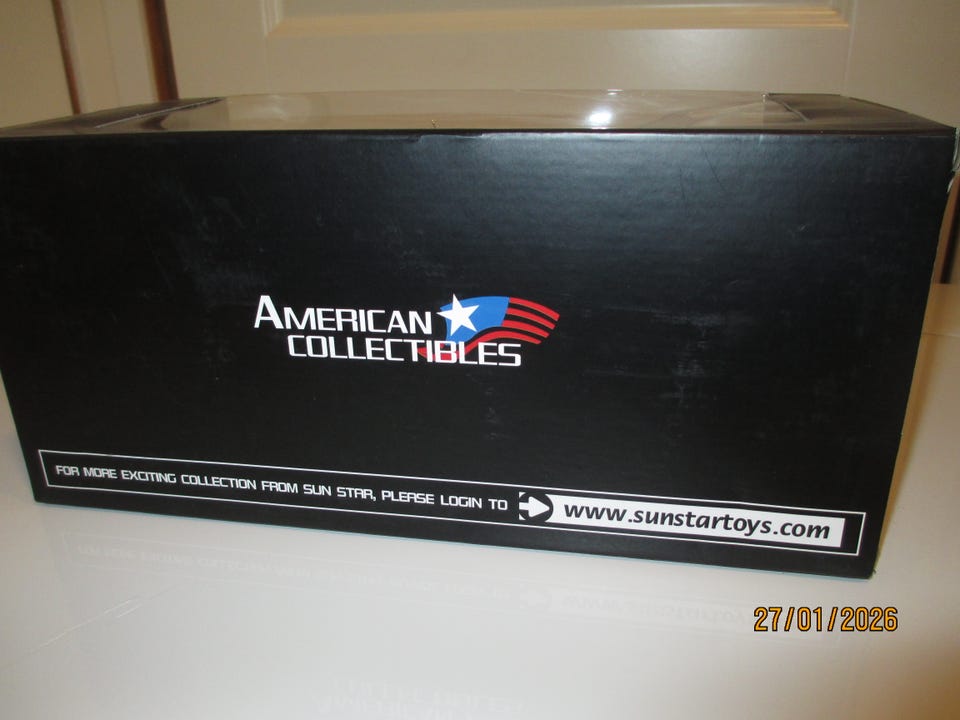 AMERICAN
COLLECTIBLES
FOR MORE EXCITING COLLECTION FROM SUN STAR, PLEASE LOGIN TO www.sunstartoys.com
27/01/2026